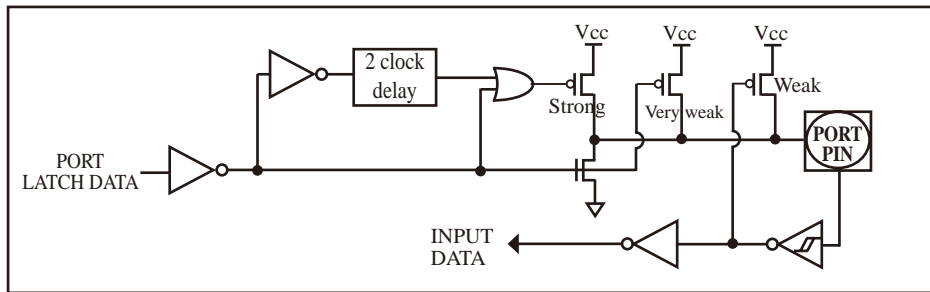 Vcc
Vcc
Vcc
2 clock
delay
Strong
Very weak
Weak
PORT
PIN
PORT
LATCH DATA
INPUT
DATA